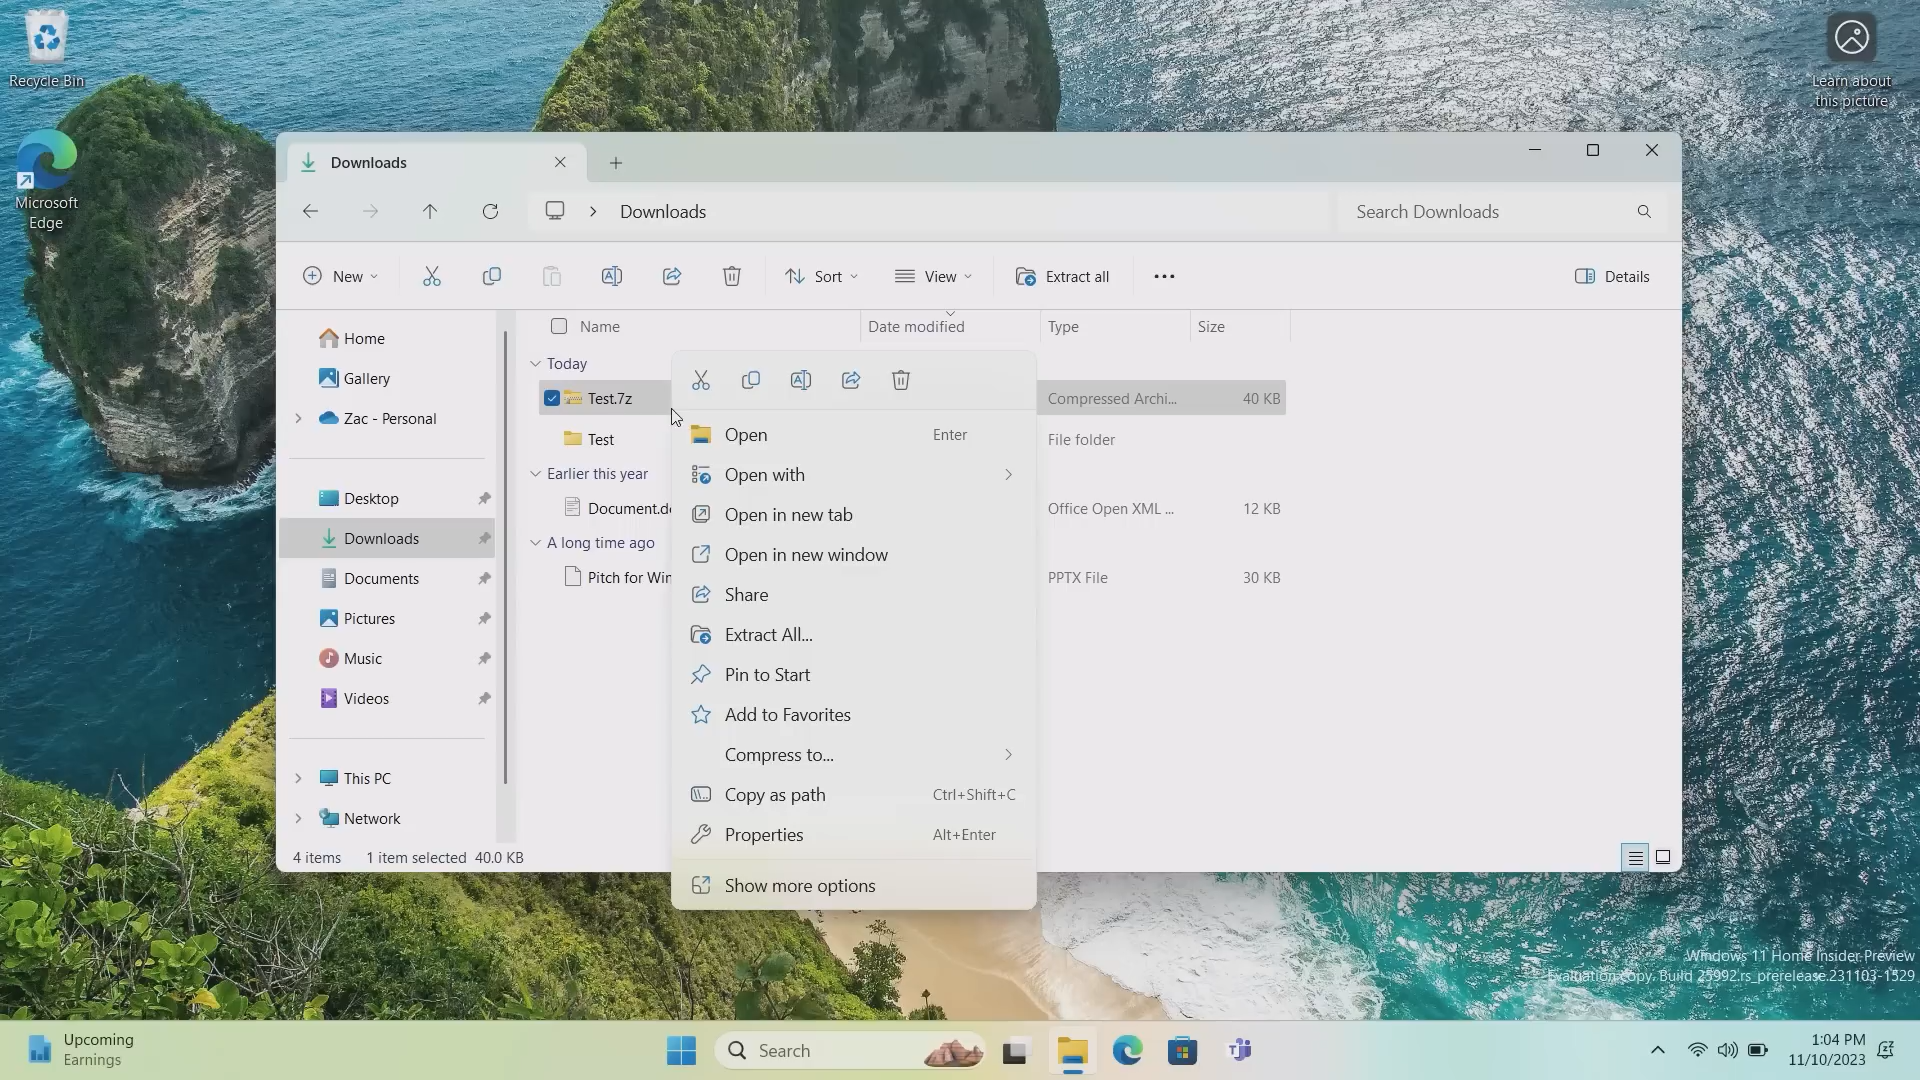 Recycle Bin
Microsoft
Edge
Learn about
this picture
Downloads
Downloads
Search Downloads
New
Sort
View
Extract all
Details
Home
Gallery
Zac - Personal
Desktop
Downloads
Documents
Pictures
Music
Videos
This PC
Network
Name Date modified Type Size
Today
Test.7z Compressed Archi... 40 KB
Test File folder
Earlier this year
Document.d Office Open XML ... 12 KB
A long time ago
Pitch for Win PPTX File 30 KB
Open Enter
Open with
Open in new tab
Open in new window
Share
Extract All...
Pin to Start
Add to Favorites
Compress to...
Copy as path Ctrl+Shift+C
Properties Alt+Enter
Show more options
4 items 1 item selected 40.0 KB
Windows 11 Home Insider Preview
Evaluation copy. Build 25992.rs_prerelease.231103-1529
Upcoming
Earnings
Search
1:04 PM
11/10/2023